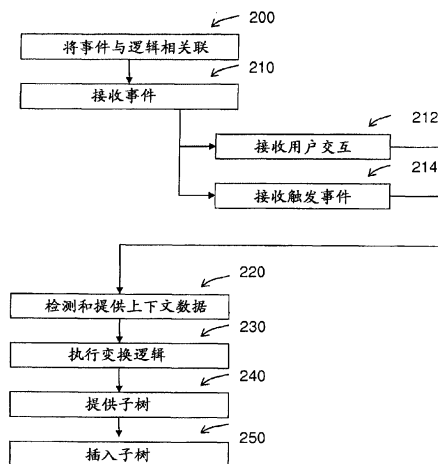 200
将事件与逻辑相关联
210
接收事件
212
接收用户交互
214
接收触发事件
220
检测和提供上下文数据
230
执行变换逻辑
240
提供子树
250
插入子树